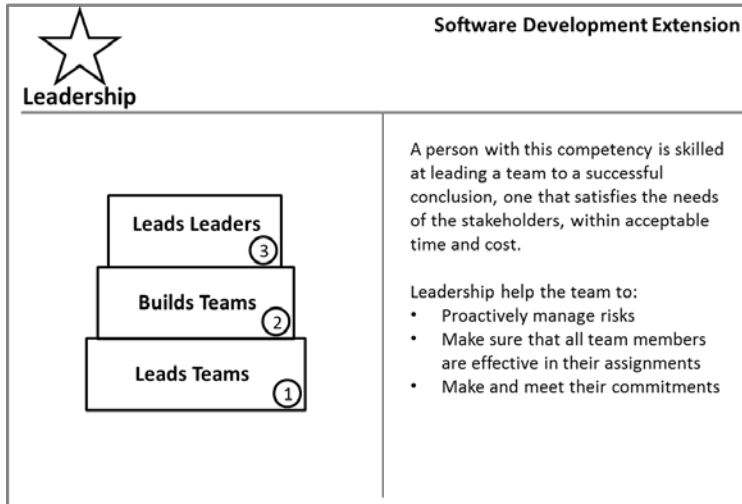 Software Development Extension
Leadership
Leads Leaders
3
Builds Teams
2
Leads Teams
1
A person with this competency is skilled
at leading a team to a successful
conclusion, one that satisfies the needs
of the stakeholders, within acceptable
time and cost.
Leadership help the team to:
• Proactively manage risks
• Make sure that all team members
are effective in their assignments
• Make and meet their commitments